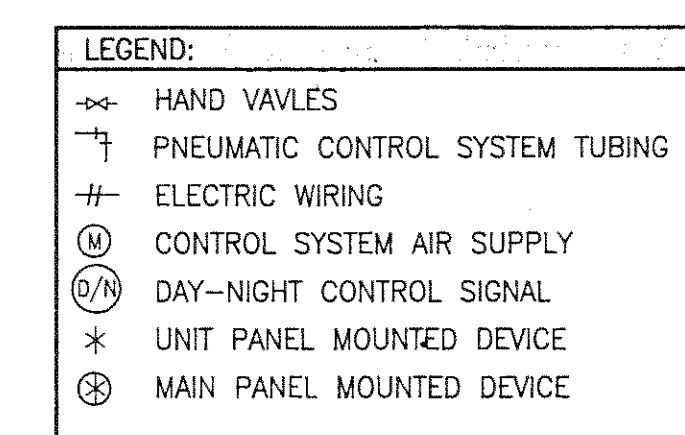 LEGEND:
HAND VAVLES
PNEUMATIC CONTROL SYSTEM TUBING
ELECTRIC WIRING
M CONTROL SYSTEM AIR SUPPLY
D/N DAY-NIGHT CONTROL SIGNAL
UNIT PANEL MOUNTED DEVICE
MAIN PANEL MOUNTED DEVICE